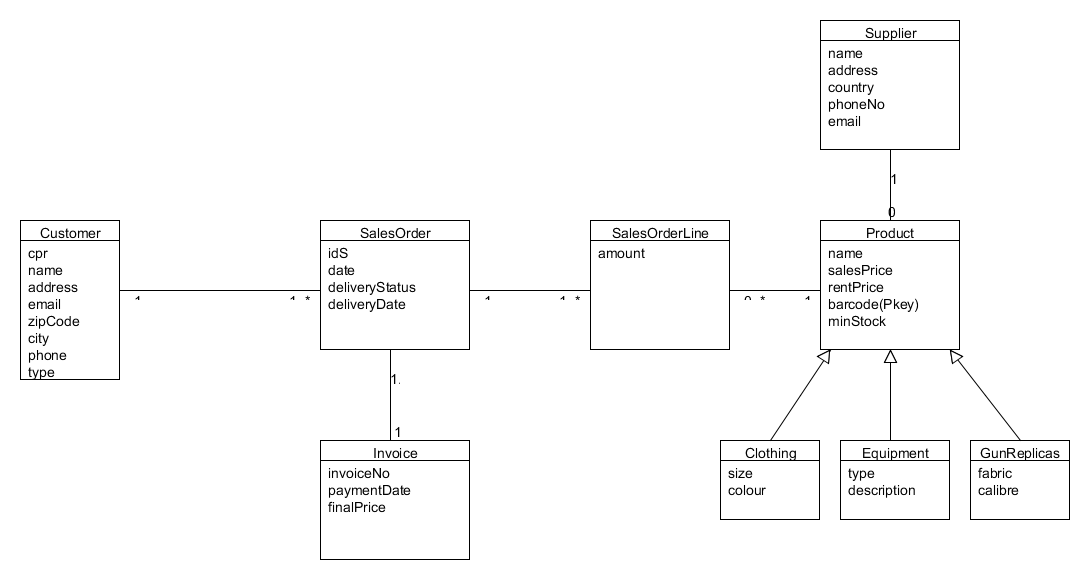 Supplier
name
address
country
phoneNo
email
1
0
Customer
cpr
name
address
email
zipCode
city
phone
type
1
1..*
SalesOrder
idS
date
deliveryStatus
deliveryDate
1
1..*
SalesOrderLine
amount
0..*
1
Product
name
salesPrice
rentPrice
barcode(Pkey)
minStock
1.
1
Invoice
invoiceNo
paymentDate
finalPrice
Clothing
size
colour
Equipment
type
description
GunReplicas
fabric
calibre